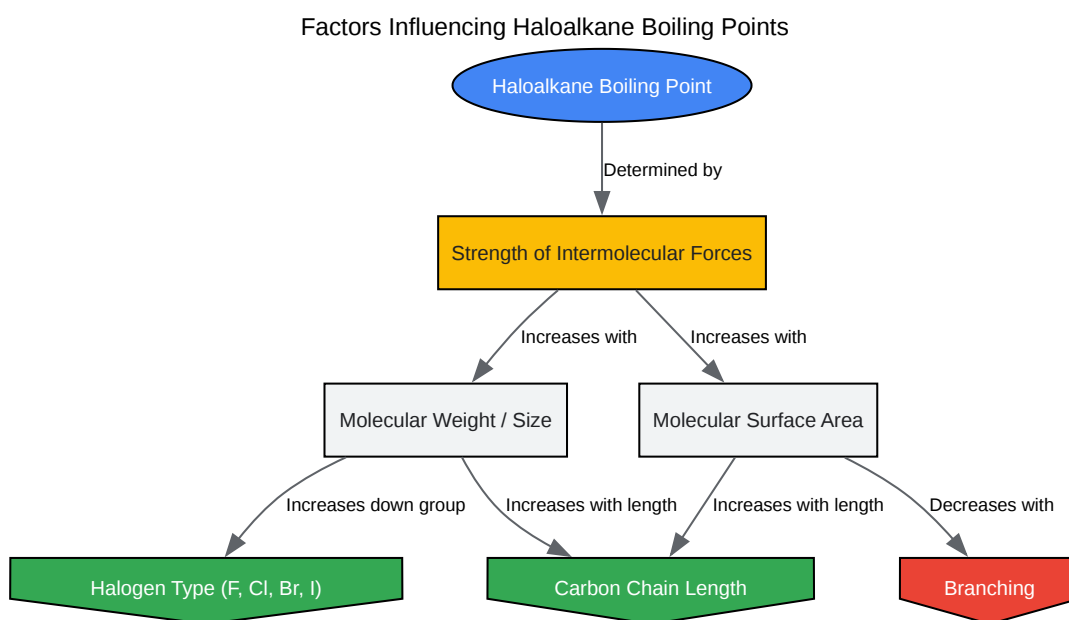 Factors Influencing Haloalkane Boiling Points
Haloalkane Boiling Point
Determined by
Strength of Intermolecular Forces
Increases with
Increases with
Molecular Weight / Size
Molecular Surface Area
Increases down group
Increases with length
Increases with length
Decreases with
Halogen Type (F, Cl, Br, I)
Carbon Chain Length
Branching